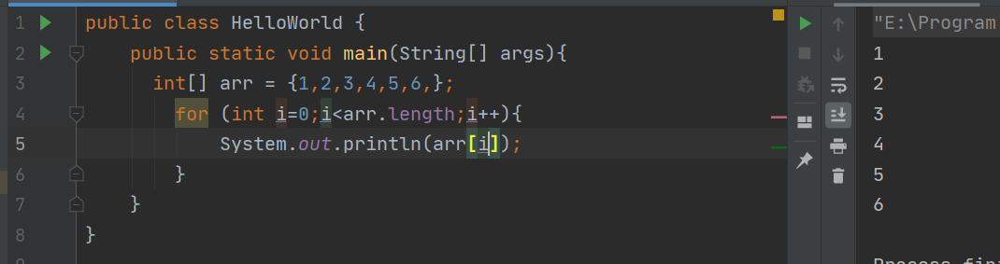 1 public class HelloWorld {
2 public static void main(String[] args){
3 int[] arr = {1,2,3,4,5,6,};
4 for (int i=0;i<arr.length;i++){
5 System.out.println(arr[i]);
6 }
7 }
8 }
"E:\Program
1
2
3
4
5
6